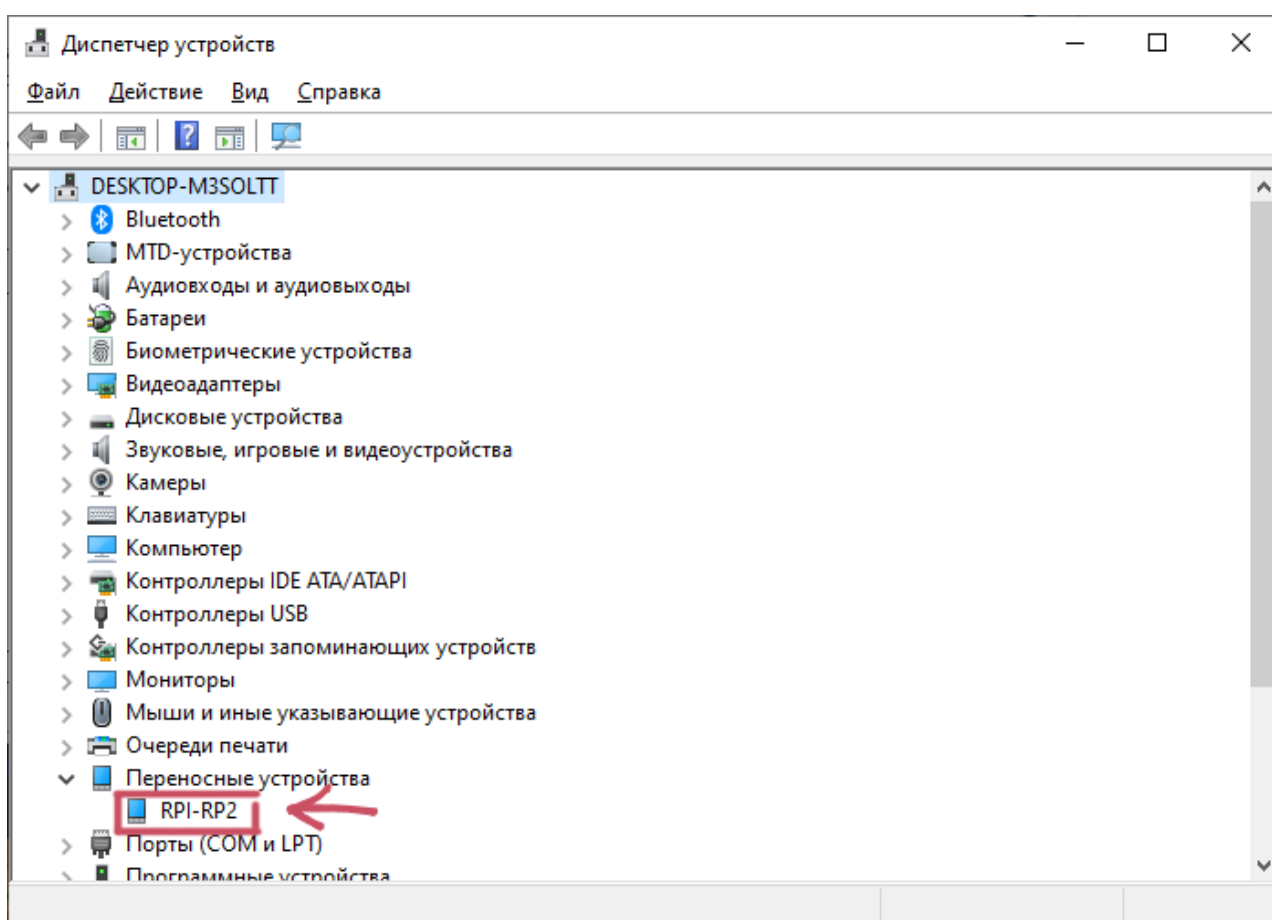 Диспетчер устройств
Файл Действие Вид Справка
DESKTOP-M3SOLTT
Bluetooth
MTD-устройства
Аудиовходы и аудиовыходы
Батареи
Биометрические устройства
Видеоадаптеры
Дисковые устройства
Звуковые, игровые и видеоустройства
Камеры
Клавиатуры
Компьютер
Контроллеры IDE ATA/ATAPI
Контроллеры USB
Контроллеры запоминающих устройств
Мониторы
Мыши и иные указывающие устройства
Очереди печати
Переносные устройства
RPI-RP2
Порты (COM и LPT)
Программные устройства